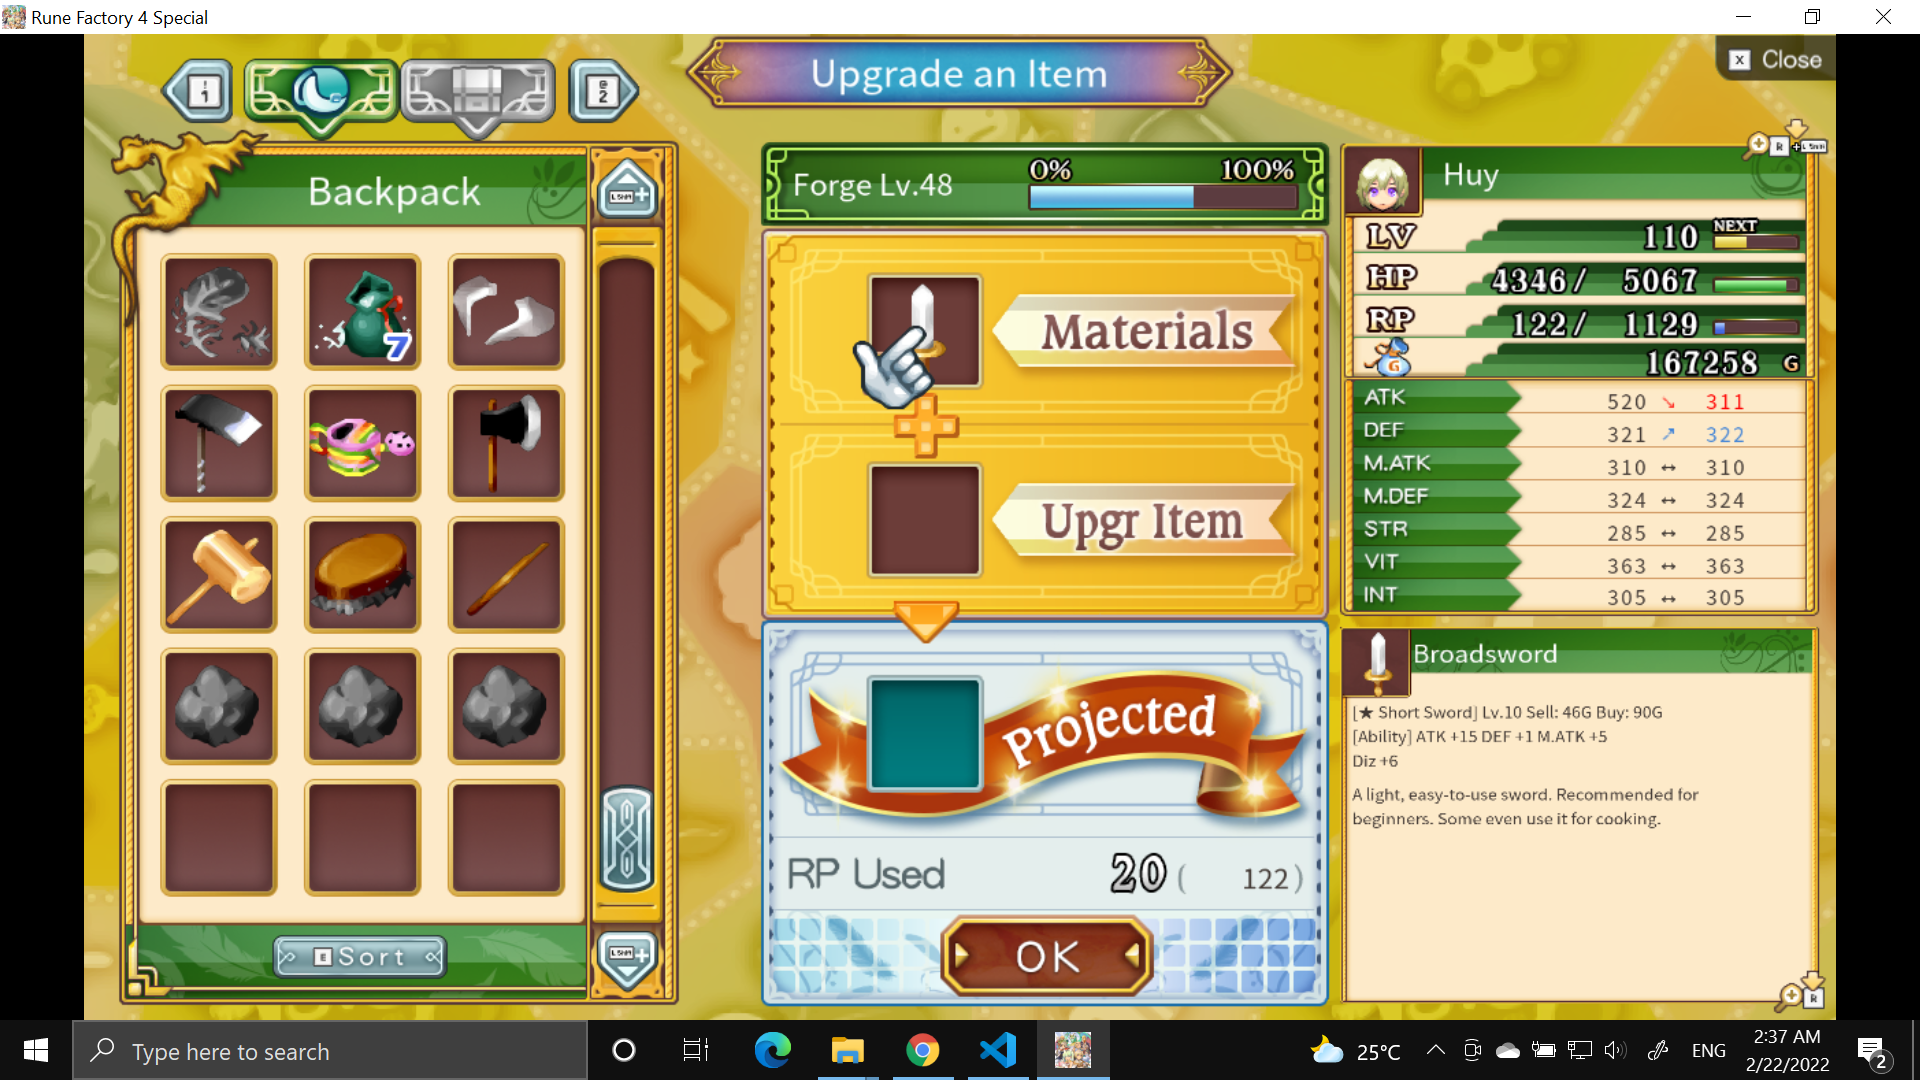 Rune Factory 4 Special
1
2
Upgrade an Item
X Close
Backpack
7
E Sort
Forge Lv.48
0% 100%
Materials
Upgr Item
Projected
RP Used 20 ( 122 )
OK
R
Huy
LV 110 NEXT
HP 4346 / 5067
RP 122 / 1129
G 167258 G
ATK 520 ↘ 311
DEF 321 ↗ 322
M.ATK 310 ↔ 310
M.DEF 324 ↔ 324
STR 285 ↔ 285
VIT 363 ↔ 363
INT 305 ↔ 305
Broadsword
[★ Short Sword] Lv.10 Sell: 46G Buy: 90G
[Ability] ATK +15 DEF +1 M.ATK +5
Diz +6
A light, easy-to-use sword. Recommended for
beginners. Some even use it for cooking.
R
Type here to search
25°C
ENG
2:37 AM
2/22/2022
2